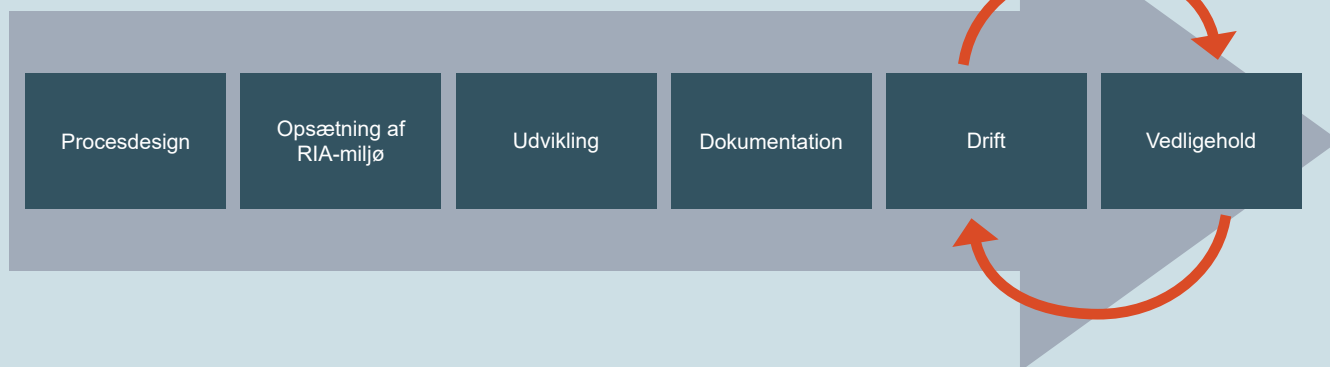 Procesdesign
Opsætning af
RIA-miljø
Udvikling
Dokumentation
Drift
Vedligehold